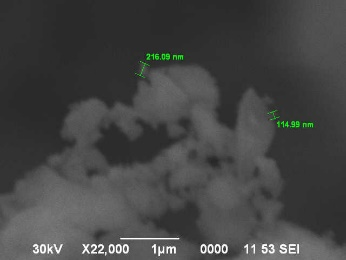 216.09 nm
114.99 nm
30kV X22,000 1µm 0000 11 53 SEI